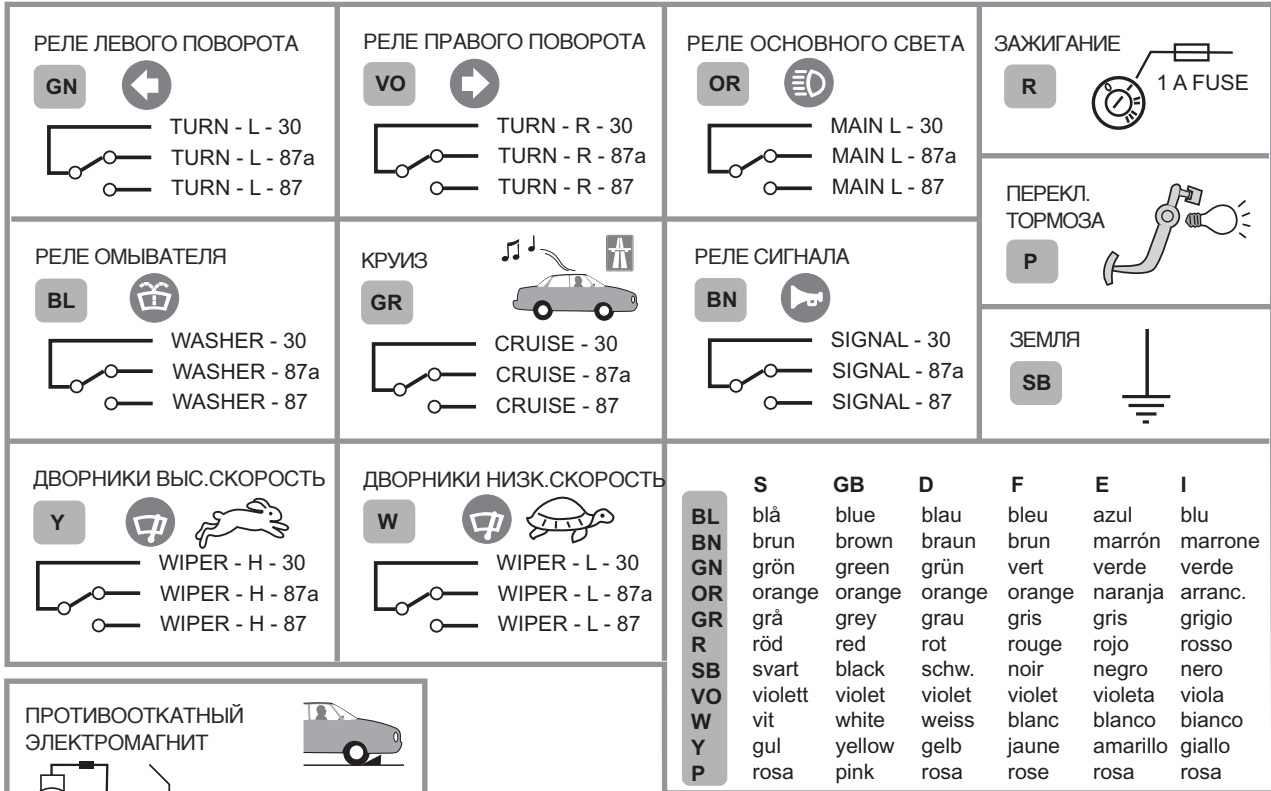 РЕЛЕ ЛЕВОГО ПОВОРОТА
GN
TURN - L - 30
TURN - L - 87a
TURN - L - 87
РЕЛЕ ПРАВОГО ПОВОРОТА
VO
TURN - R - 30
TURN - R - 87a
TURN - R - 87
РЕЛЕ ОСНОВНОГО СВЕТА
OR
MAIN L - 30
MAIN L - 87a
MAIN L - 87
ЗАЖИГАНИЕ
R
0
1 A FUSE
ПЕРЕКЛ.
ТОРМОЗА
P
РЕЛЕ ОМЫВАТЕЛЯ
BL
WASHER - 30
WASHER - 87a
WASHER - 87
КРУИЗ
GR
CRUISE - 30
CRUISE - 87a
CRUISE - 87
РЕЛЕ СИГНАЛА
BN
SIGNAL - 30
SIGNAL - 87a
SIGNAL - 87
ЗЕМЛЯ
SB
ДВОРНИКИ ВЫС.СКОРОСТЬ
Y
WIPER - H - 30
WIPER - H - 87a
WIPER - H - 87
ДВОРНИКИ НИЗК.СКОРОСТЬ
W
WIPER - L - 30
WIPER - L - 87a
WIPER - L - 87
S GB D F E I
BL blå blue blau bleu azul blu
BN brun brown braun brun marrón marrone
GN grön green grün vert verde verde
OR orange orange orange orange naranja arranc.
GR grå grey grau gris gris grigio
R röd red rot rouge rojo rosso
SB svart black schw. noir negro nero
VO violett violet violet violet violeta viola
W vit white weiss blanc blanco bianco
Y gul yellow gelb jaune amarillo giallo
P rosa pink rosa rose rosa rosa
ПРОТИВООТКАТНЫЙ
ЭЛЕКТРОМАГНИТ